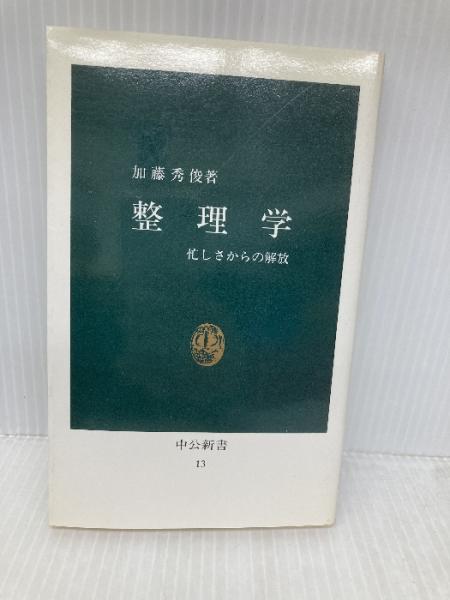 加藤秀俊著
整理学
忙しさからの解放
中公新書
13